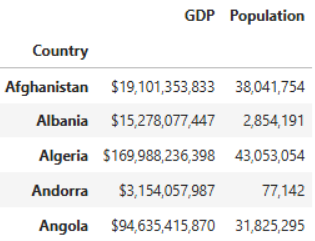 GDP Population
Country
Afghanistan $19,101,353,833 38,041,754
Albania $15,278,077,447 2,854,191
Algeria $169,988,236,398 43,053,054
Andorra $3,154,057,987 77,142
Angola $94,635,415,870 31,825,295